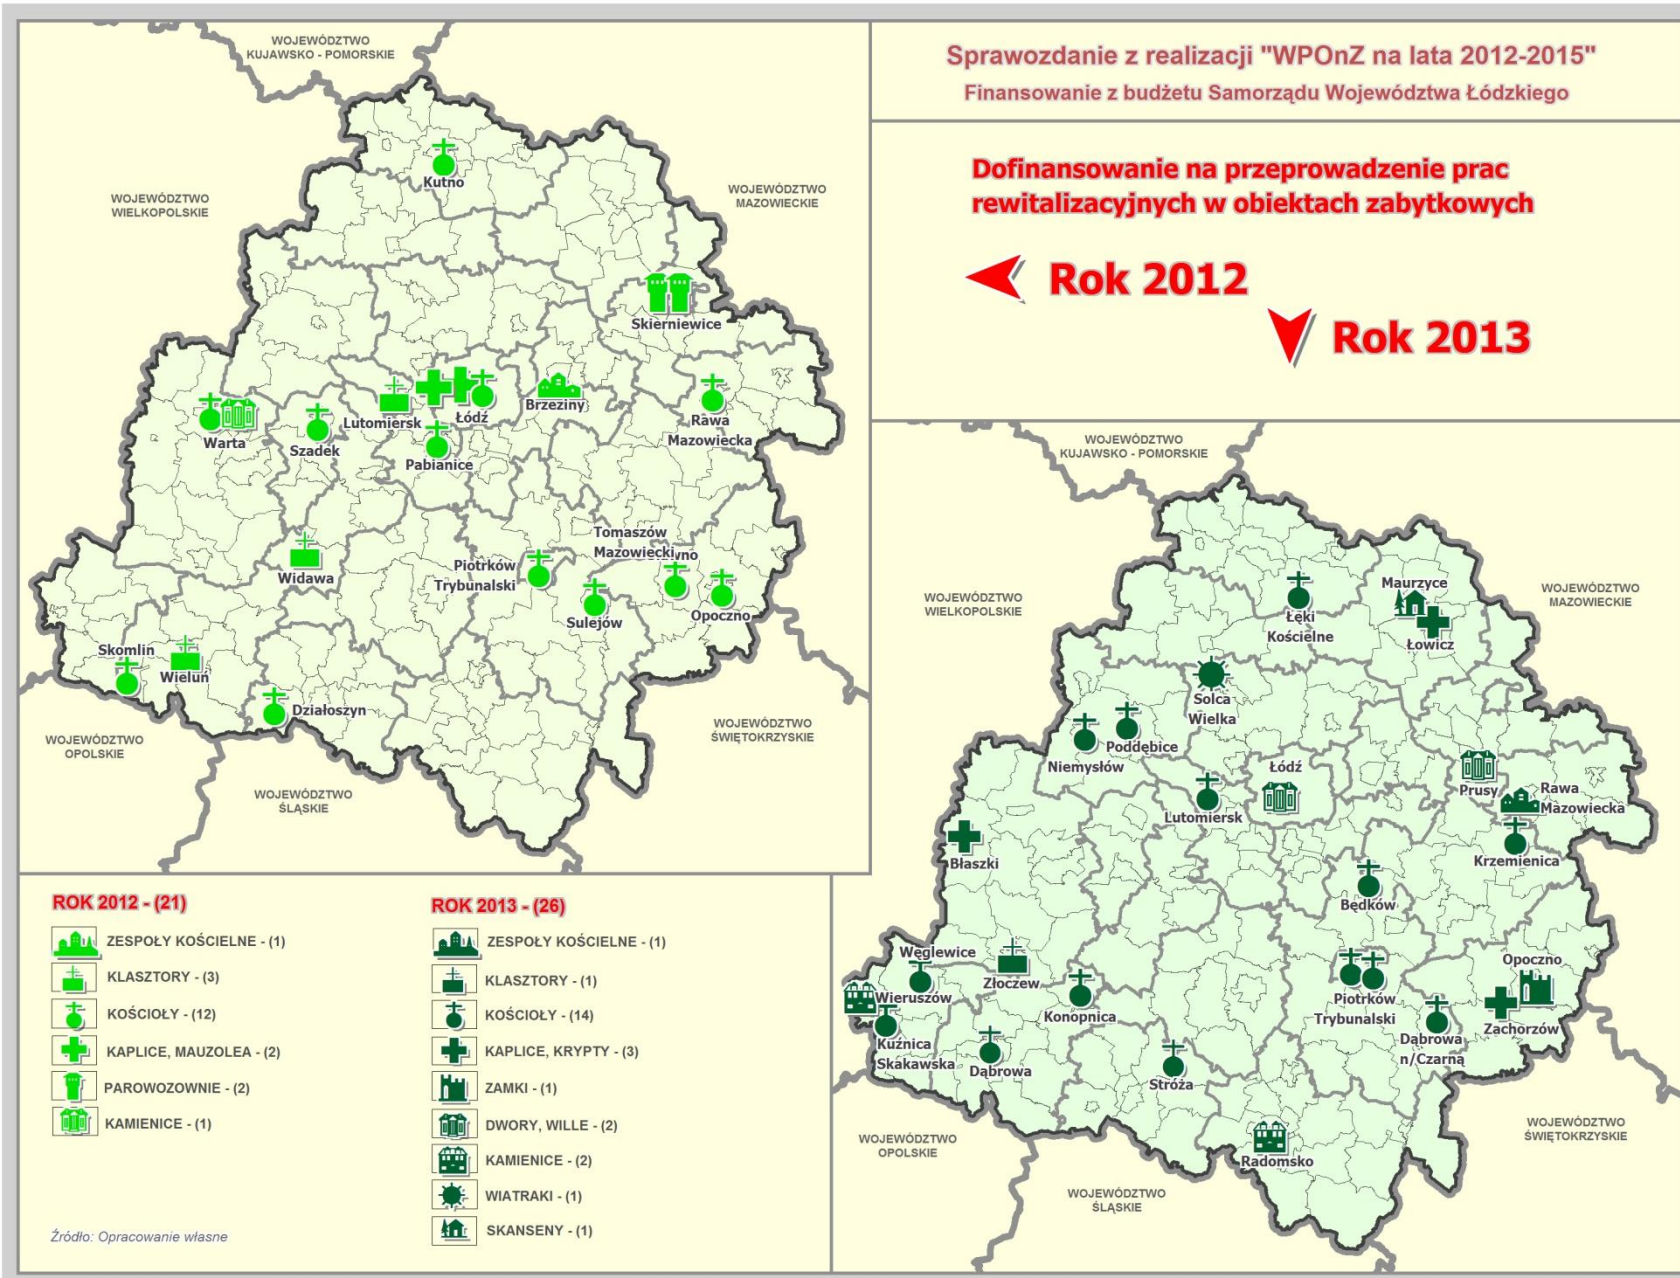 Sprawozdanie z realizacji "WPOnZ na lata 2012-2015"
Finansowanie z budżetu Samorządu Województwa Łódzkiego
Dofinansowanie na przeprowadzenie prac
rewitalizacyjnych w obiektach zabytkowych
Rok 2012
Rok 2013
WOJEWÓDZTWO
KUJAWSKO - POMORSKIE
WOJEWÓDZTWO
WIELKOPOLSKIE
WOJEWÓDZTWO
MAZOWIECKIE
Kutno
Skierniewice
Warta
Szadek
Lutomiersk
Łódź
Pabianice
Brzeziny
Rawa
Mazowiecka
Widawa
Piotrków
Trybunalski
Tomaszów
Mazowiecki
Sulejów
Opoczno
Skomlin
Wieluń
Działoszyn
WOJEWÓDZTWO
OPOLSKIE
WOJEWÓDZTWO
ŚLĄSKIE
WOJEWÓDZTWO
ŚWIĘTOKRZYSKIE
WOJEWÓDZTWO
KUJAWSKO - POMORSKIE
WOJEWÓDZTWO
WIELKOPOLSKIE
WOJEWÓDZTWO
MAZOWIECKIE
Łęki
Kościelne
Maurzyce
Łowicz
Solca
Wielka
Poddębice
Niemysłów
Łódź
Lutomiersk
Prusy
Rawa
Mazowiecka
Krzemienica
Błaszki
Będków
Węglewice
Wieruszów
Złoczew
Konopnica
Kuźnica
Skakawska
Dąbrowa
Stróża
Piotrków
Trybunalski
Dąbrowa
n/Czarną
Opoczno
Zachorzów
Radomsko
WOJEWÓDZTWO
OPOLSKIE
WOJEWÓDZTWO
ŚLĄSKIE
WOJEWÓDZTWO
ŚWIĘTOKRZYSKIE
ROK 2012 - (21)
ZESPOŁY KOŚCIELNE - (1)
KLASZTORY - (3)
KOŚCIOŁY - (12)
KAPLICE, MAUZOLEA - (2)
PAROWOZOWNIE - (2)
KAMIENICE - (1)
ROK 2013 - (26)
ZESPOŁY KOŚCIELNE - (1)
KLASZTORY - (1)
KOŚCIOŁY - (14)
KAPLICE, KRYPTY - (3)
ZAMKI - (1)
DWORY, WILLE - (2)
KAMIENICE - (2)
WIATRAKI - (1)
SKANSENY - (1)
Źródło: Opracowanie własne